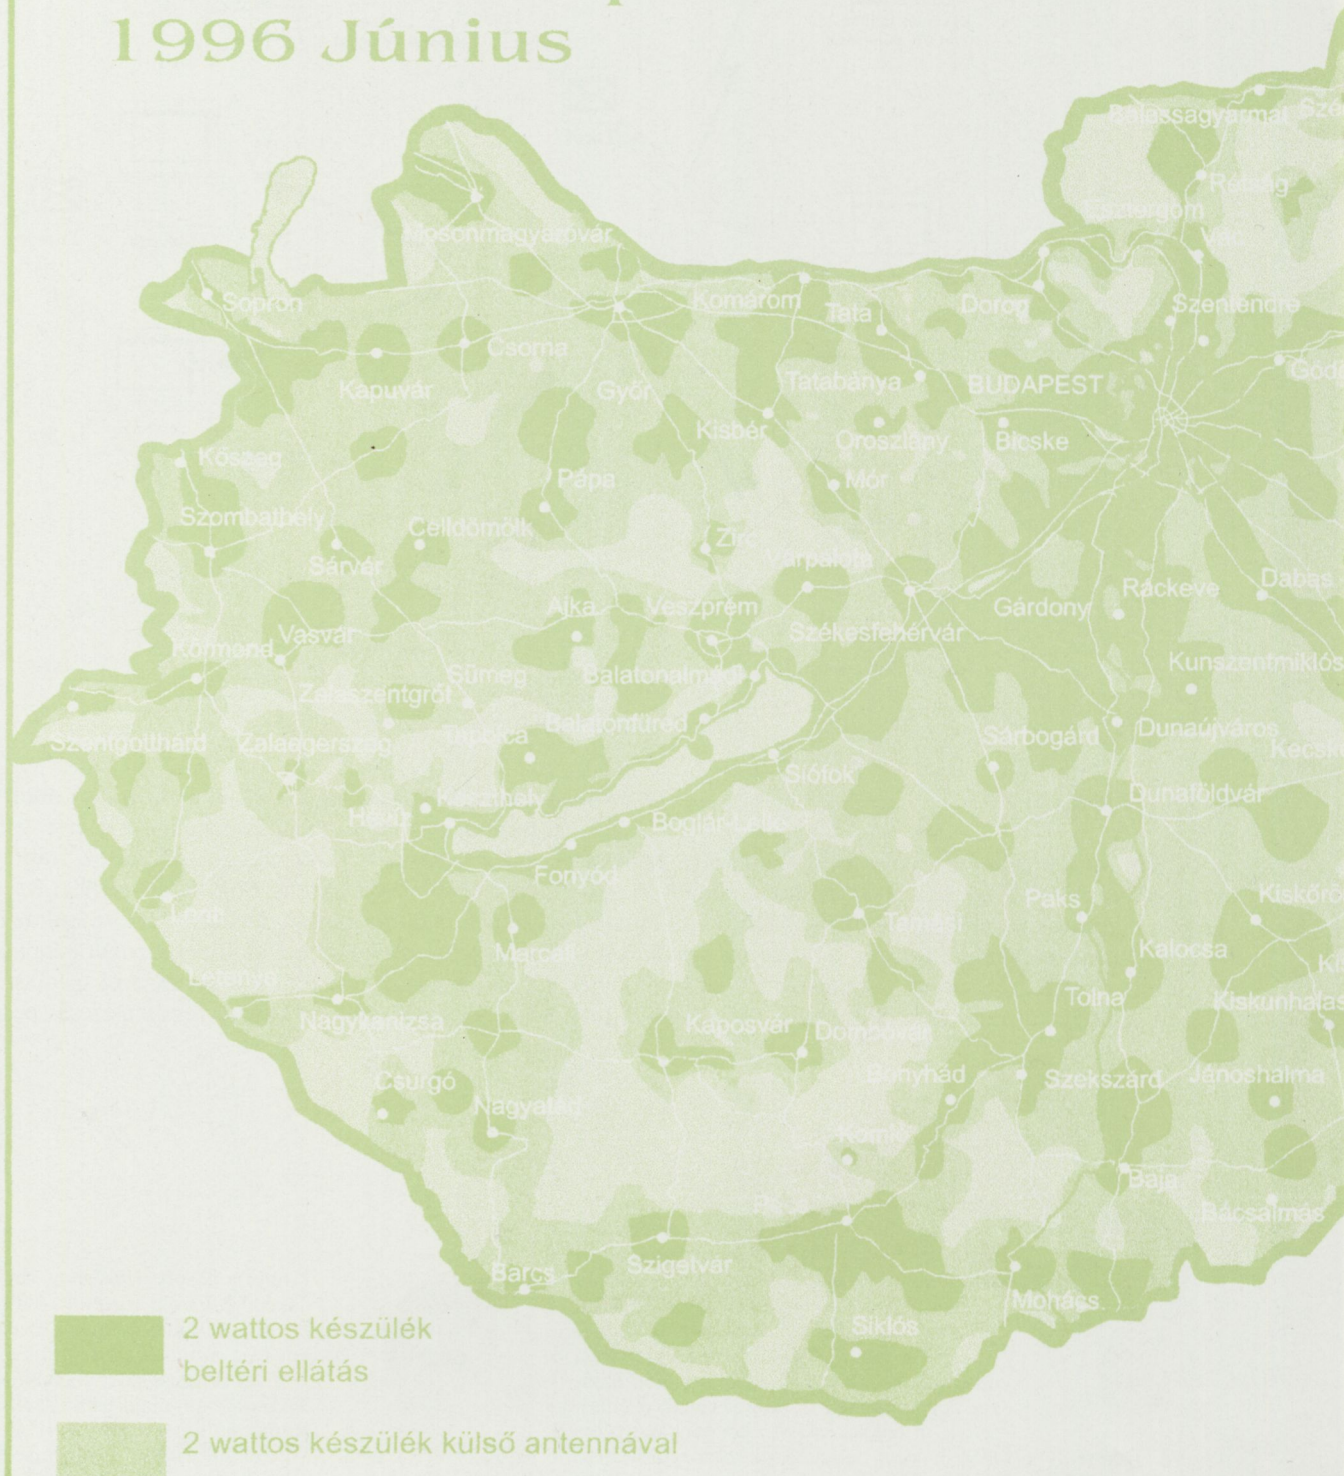 1996 Június
Balassagyarmat
Rétság
Mosonmagyaróvár
Sopron
Komárom
Tata
Dorog
Szentendre
Csorna
Kapuvár
Győr
Tatabánya
BUDAPEST
Kisbér
Oroszlány
Bicske
Kőszeg
Pápa
Mór
Szombathely
Celldömölk
Zirc
Várpalota
Sárvár
Ajka
Veszprém
Gárdony
Ráckeve
Dabas
Vasvár
Székesfehérvár
Körmend
Sümeg
Balatonalmádi
Kunszentmiklós
Zalaszentgrót
Balatonfüred
Szentgotthárd
Zalaegerszeg
Tapolca
Sárbogárd
Dunaújváros
Siófok
Keszthely
Dunaföldvár
Fonyód
Paks
Tamási
Lenti
Marcali
Kalocsa
Letenye
Tolna
Kiskunhalas
Nagykanizsa
Kaposvár
Dombóvár
Csurgó
Bonyhád
Szekszárd
Jánoshalma
Nagyatád
Baja
Bácsalmás
Szigetvár
Barcs
Mohács
2 wattos készülék
Siklós
beltéri ellátás
2 wattos készülék külső antennával